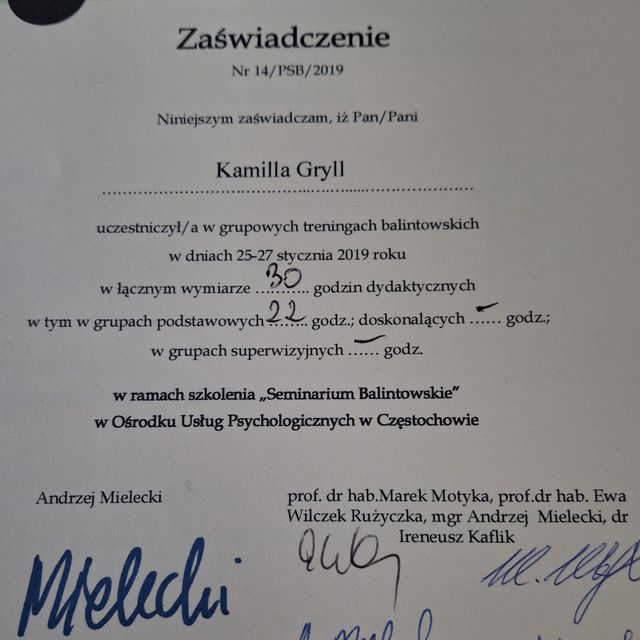 Zaświadczenie
Nr 14/PSB/2019
Niniejszym zaświadczam, iż Pan/Pani
Kamilla Gryll
uczestniczył/a w grupowych treningach balintowskich
w dniach 25-27 stycznia 2019 roku
w łącznym wymiarze 30 godzin dydaktycznych
w tym w grupach podstawowych 22 godz.; doskonalących – godz.;
w grupach superwizyjnych – godz.
w ramach szkolenia „Seminarium Balintowskie”
w Ośrodku Usług Psychologicznych w Częstochowie
Andrzej Mielecki
prof. dr hab.Marek Motyka, prof.dr hab. Ewa
Wilczek Rużyczka, mgr Andrzej Mielecki, dr
Ireneusz Kaflik
Mielecki